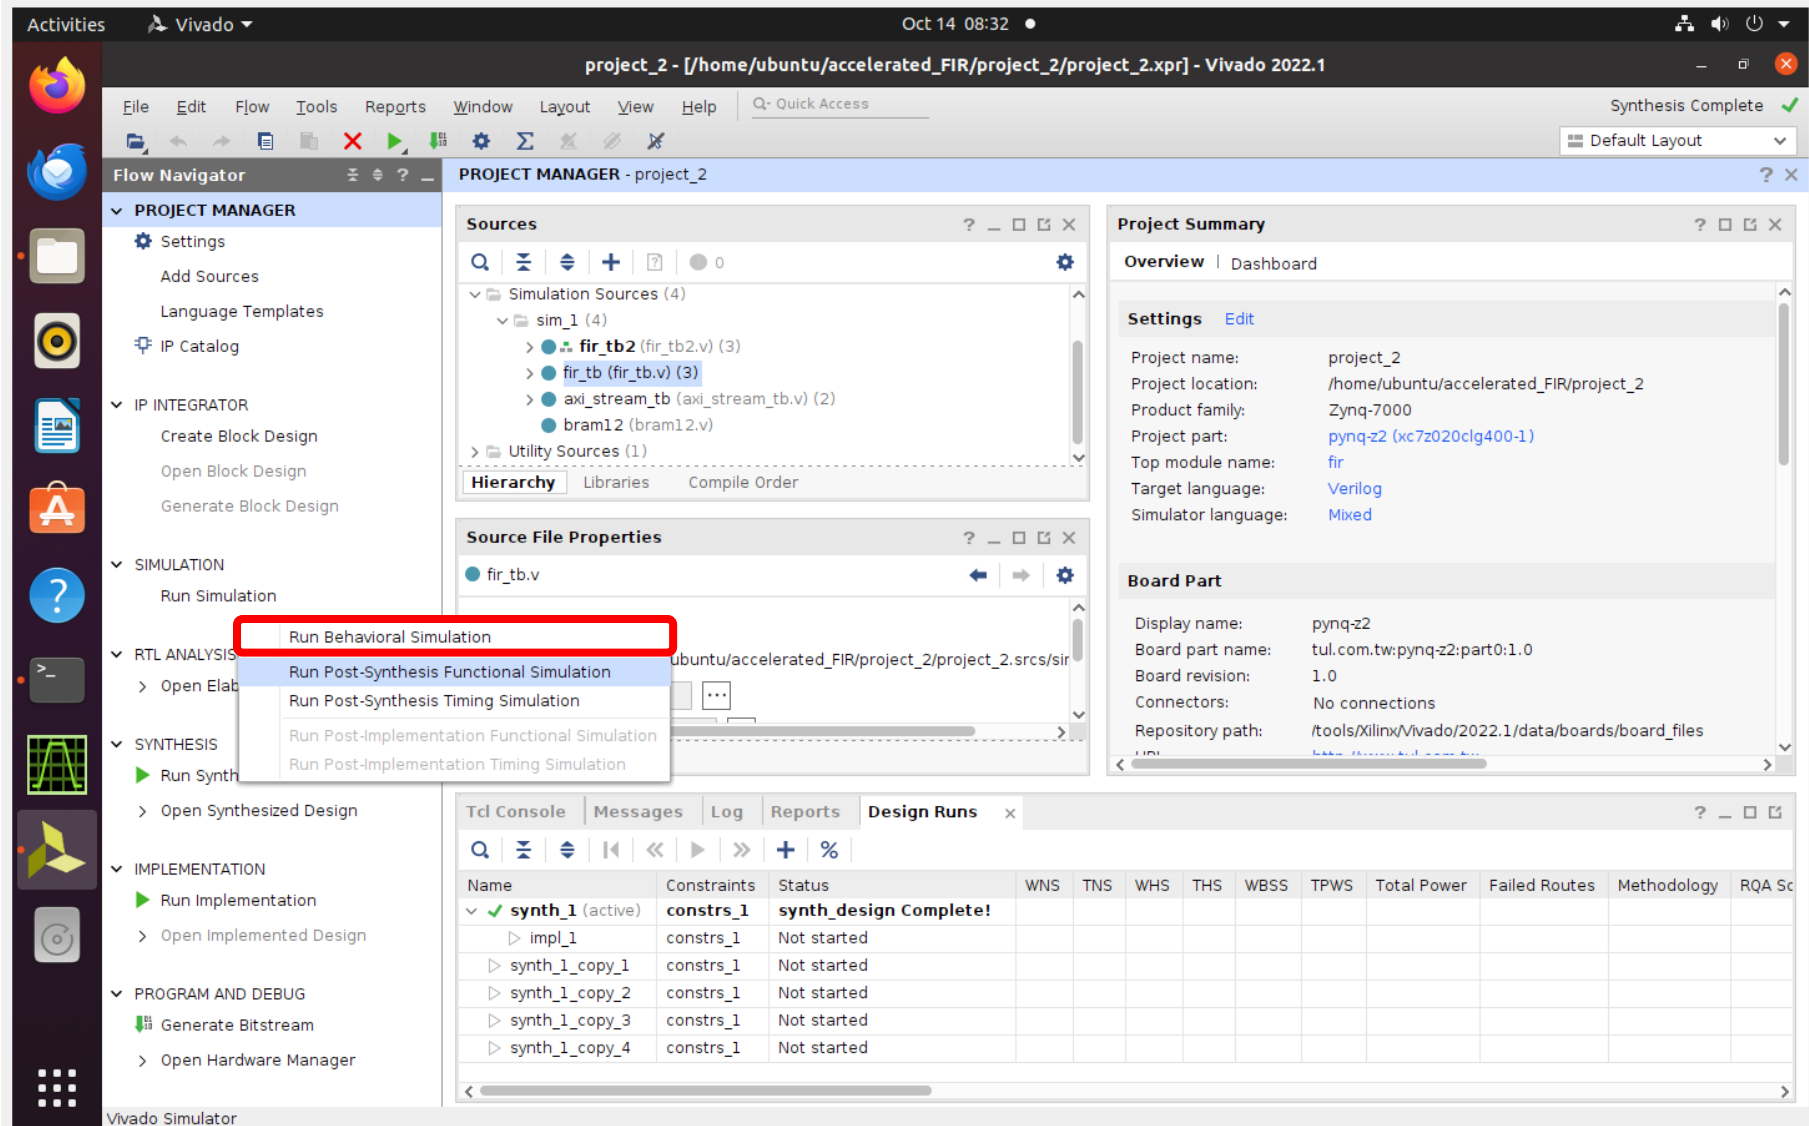 Activities Vivado Oct 14 08:32
project_2 - [/home/ubuntu/accelerated_FIR/project_2/project_2.xpr] - Vivado 2022.1
File Edit Flow Tools Reports Window Layout View Help Quick Access Synthesis Complete
Default Layout
Flow Navigator
PROJECT MANAGER
Settings
Add Sources
Language Templates
IP Catalog
IP INTEGRATOR
Create Block Design
Open Block Design
Generate Block Design
SIMULATION
Run Simulation
Run Behavioral Simulation
Run Post-Synthesis Functional Simulation
Run Post-Synthesis Timing Simulation
Run Post-Implementation Functional Simulation
Run Post-Implementation Timing Simulation
RTL ANALYSIS
Open Elab
SYNTHESIS
Run Synth
Open Synthesized Design
IMPLEMENTATION
Run Implementation
Open Implemented Design
PROGRAM AND DEBUG
Generate Bitstream
Open Hardware Manager
Vivado Simulator
PROJECT MANAGER - project_2
Sources
0
Simulation Sources (4)
sim_1 (4)
fir_tb2 (fir_tb2.v) (3)
fir_tb (fir_tb.v) (3)
axi_stream_tb (axi_stream_tb.v) (2)
bram12 (bram12.v)
Utility Sources (1)
Hierarchy Libraries Compile Order
Source File Properties
fir_tb.v
ubuntu/accelerated_FIR/project_2/project_2.srcs/sir
Project Summary
Overview | Dashboard
Settings Edit
Project name: project_2
Project location: /home/ubuntu/accelerated_FIR/project_2
Product family: Zynq-7000
Project part: pynq-z2 (xc7z020clg400-1)
Top module name: fir
Target language: Verilog
Simulator language: Mixed
Board Part
Display name: pynq-z2
Board part name: tul.com.tw:pynq-z2:part0:1.0
Board revision: 1.0
Connectors: No connections
Repository path: /tools/Xilinx/Vivado/2022.1/data/boards/board_files
Tcl Console Messages Log Reports Design Runs
Name Constraints Status WNS TNS WHS THS WBSS TPWS Total Power Failed Routes Methodology RQA Sc
synth_1 (active) constrs_1 synth_design Complete!
impl_1 constrs_1 Not started
synth_1_copy_1 constrs_1 Not started
synth_1_copy_2 constrs_1 Not started
synth_1_copy_3 constrs_1 Not started
synth_1_copy_4 constrs_1 Not started